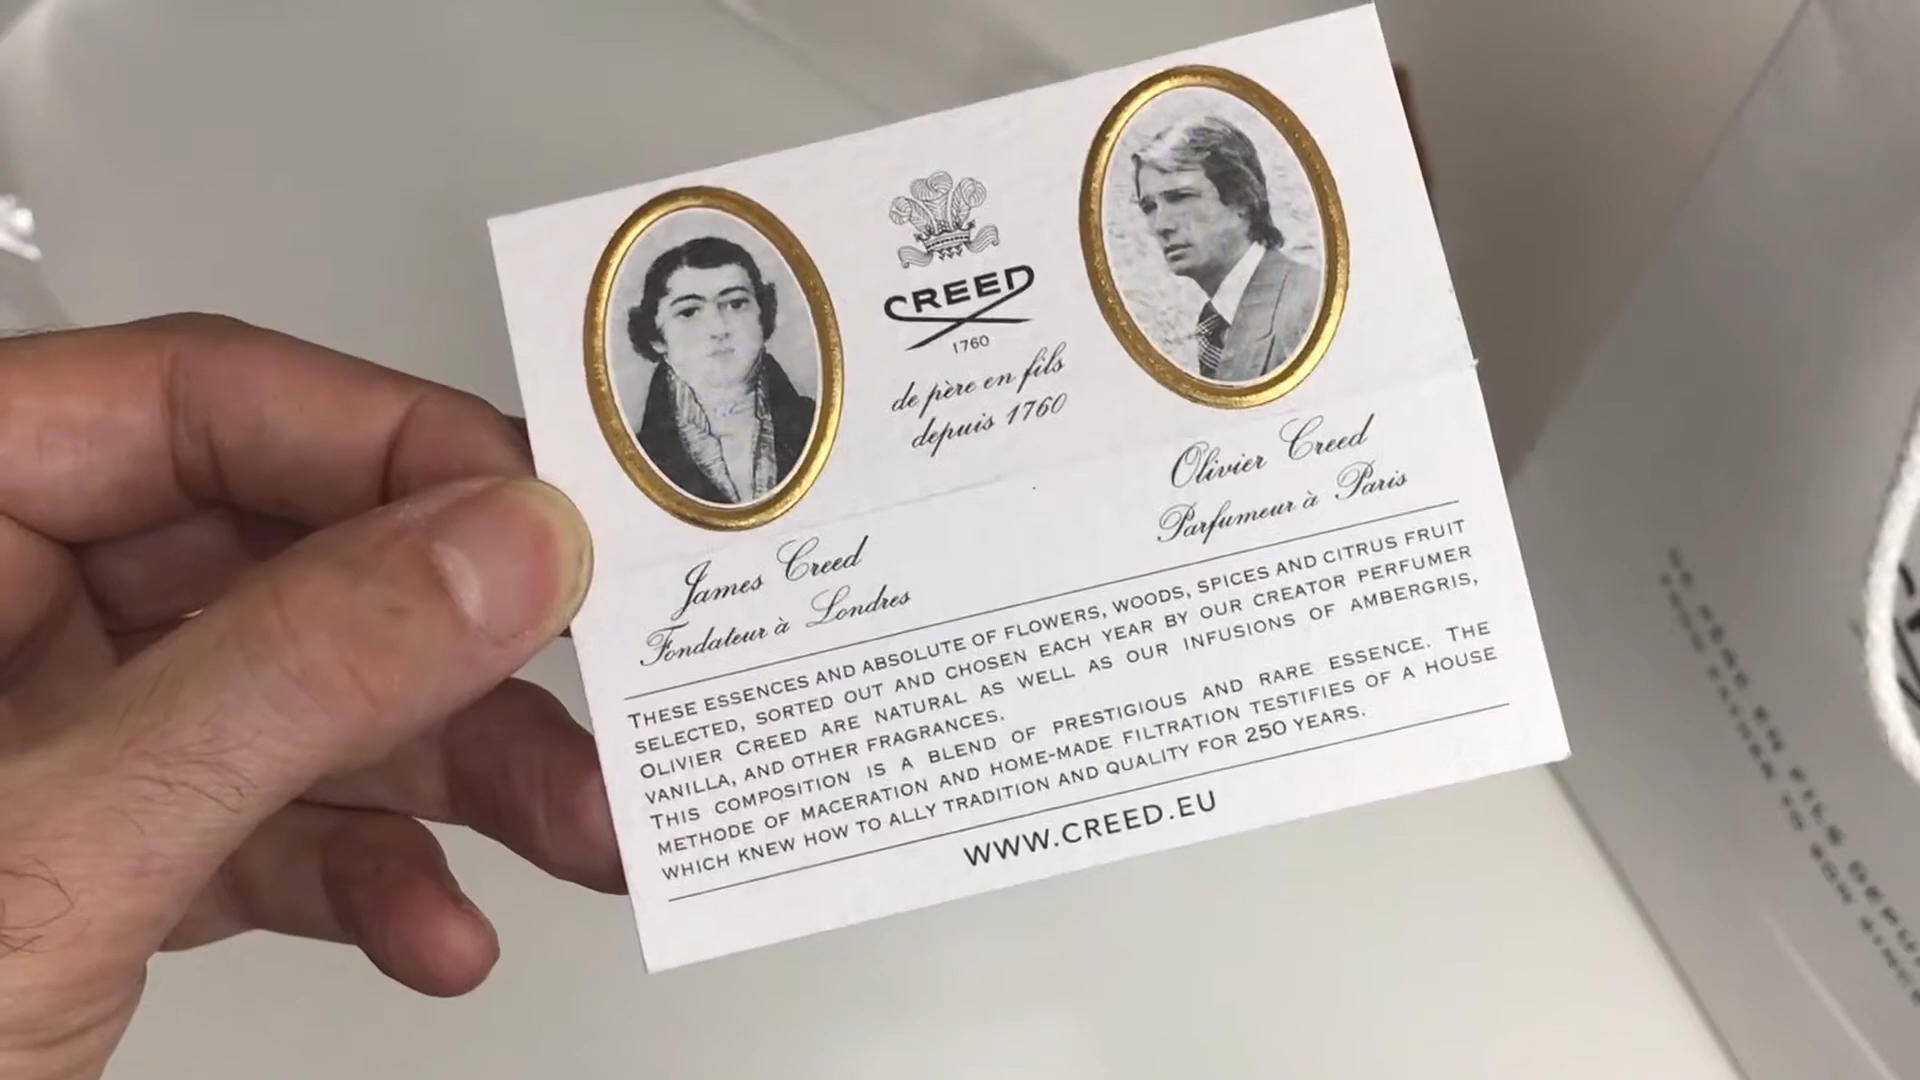 CREED
1760
de père en fils
depuis 1760
James Creed
Fondateur à Londres
Olivier Creed
Parfumeur à Paris
THESE ESSENCES AND ABSOLUTE OF FLOWERS, WOODS, SPICES AND CITRUS FRUIT
SELECTED, SORTED OUT AND CHOSEN EACH YEAR BY OUR CREATOR PERFUMER
OLIVIER CREED ARE NATURAL AS WELL AS OUR INFUSIONS OF AMBERGRIS,
VANILLA, AND OTHER FRAGRANCES.
THIS COMPOSITION IS A BLEND OF PRESTIGIOUS AND RARE ESSENCE. THE
METHODE OF MACERATION AND HOME-MADE FILTRATION TESTIFIES OF A HOUSE
WHICH KNEW HOW TO ALLY TRADITION AND QUALITY FOR 250 YEARS.
WWW.CREED.EU